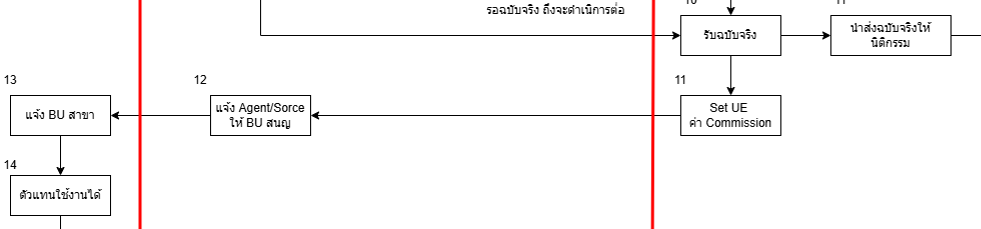 รอฉบับจริง ถึงจะดำเนินการต่อ
10
11
รับฉบับจริง
นำส่งฉบับจริงให้
นิติกรรม
13
12
11
แจ้ง BU สาขา
แจ้ง Agent/Sorce
ให้ BU สนญ
Set UE
ค่า Commission
14
ตัวแทนใช้งานได้